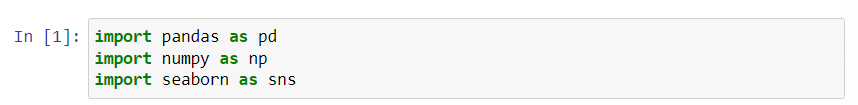 In [1]: import pandas as pd
import numpy as np
import seaborn as sns